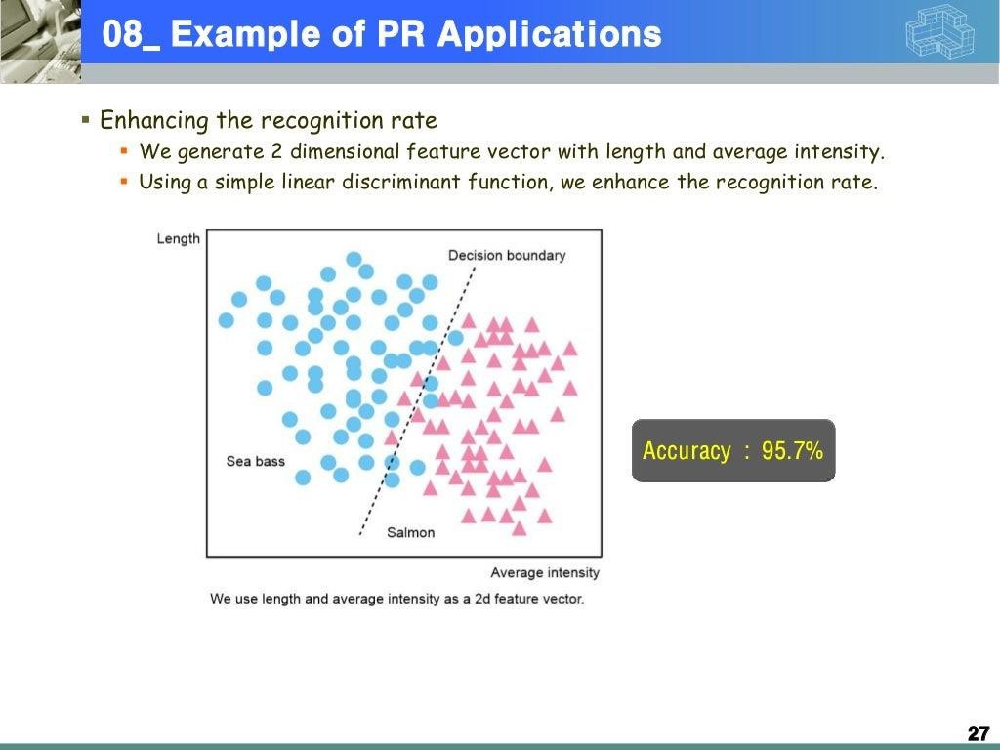 08_ Example of PR Applications
Enhancing the recognition rate
We generate 2 dimensional feature vector with length and average intensity.
Using a simple linear discriminant function, we enhance the recognition rate.
Length
Decision boundary
Accuracy : 95.7%
Sea bass
Salmon
Average intensity
We use length and average intensity as a 2d feature vector.
27